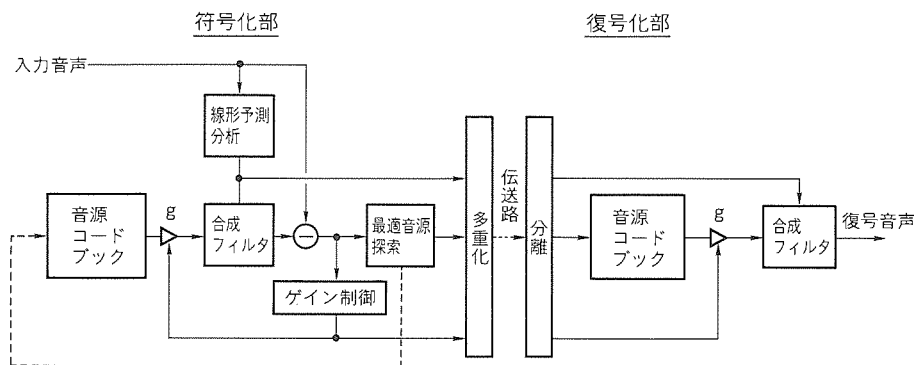 符号化部
復号化部
入力音声
線形予測
分析
音源
コード
ブック
g
合成
フィルタ
−
最適音源
探索
ゲイン制御
多重化
伝送路
分離
音源
コード
ブック
g
合成
フィルタ
復号音声